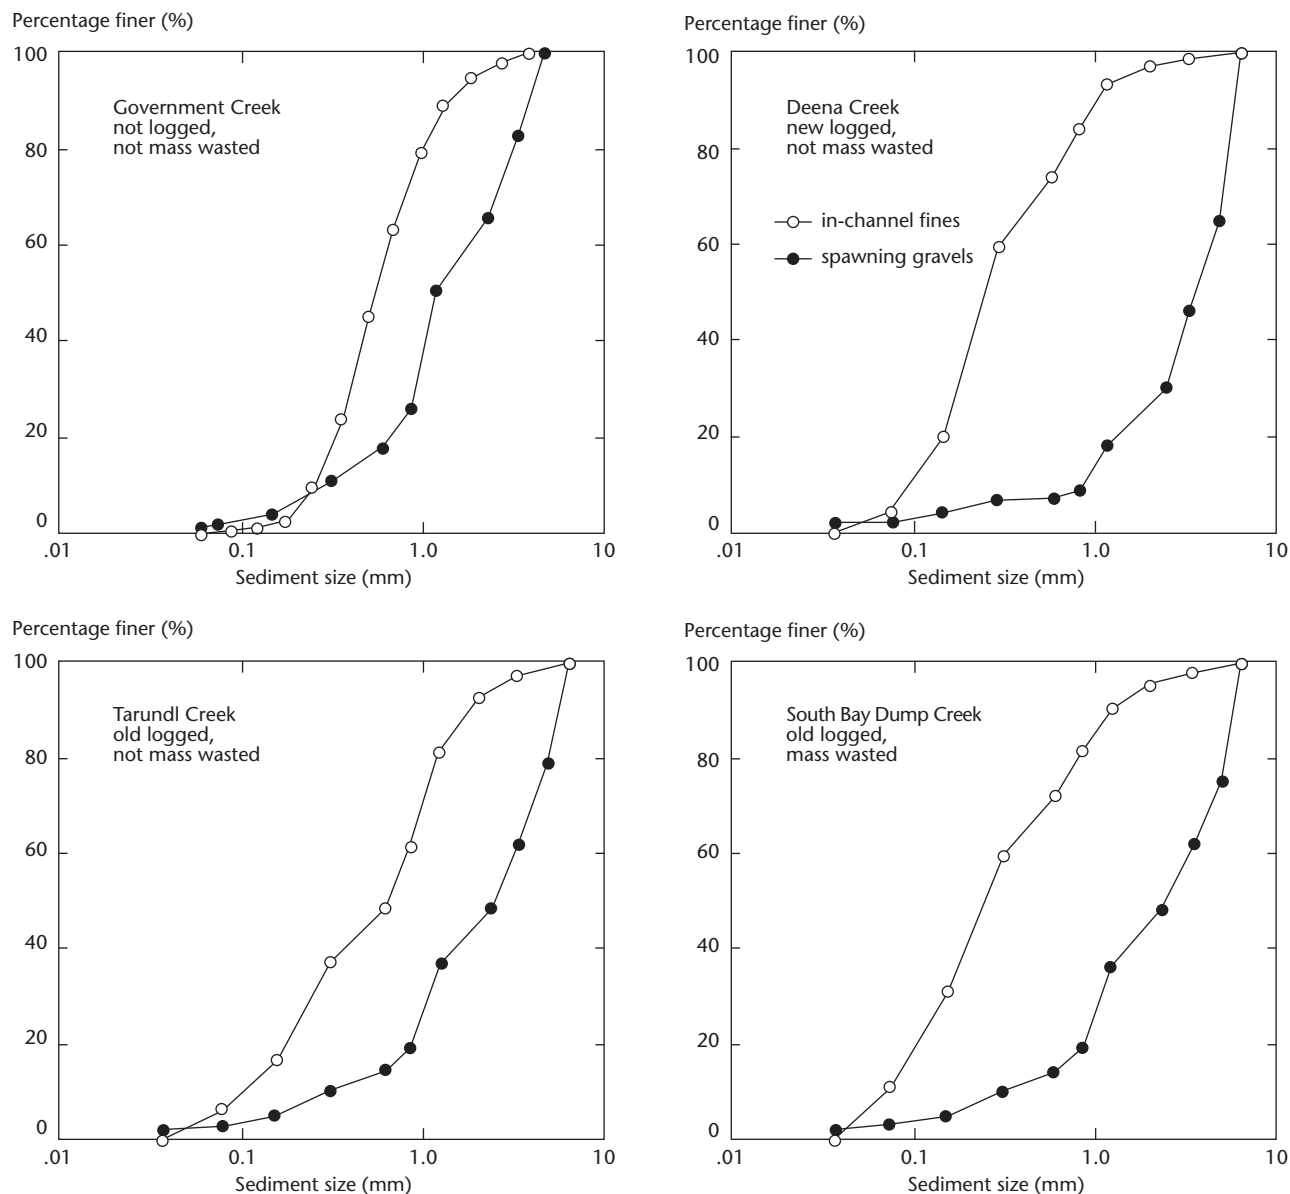 Percentage finer (%)
100
80
60
40
20
0
Government Creek
not logged,
not mass wasted
.01
0.1
1.0
10
Sediment size (mm)
Percentage finer (%)
100
80
60
40
20
0
Deena Creek
new logged,
not mass wasted
in-channel fines
spawning gravels
.01
0.1
1.0
10
Sediment size (mm)
Percentage finer (%)
100
80
60
40
20
0
Tarundl Creek
old logged,
not mass wasted
.01
0.1
1.0
10
Sediment size (mm)
Percentage finer (%)
100
80
60
40
20
0
South Bay Dump Creek
old logged,
mass wasted
.01
0.1
1.0
10
Sediment size (mm)